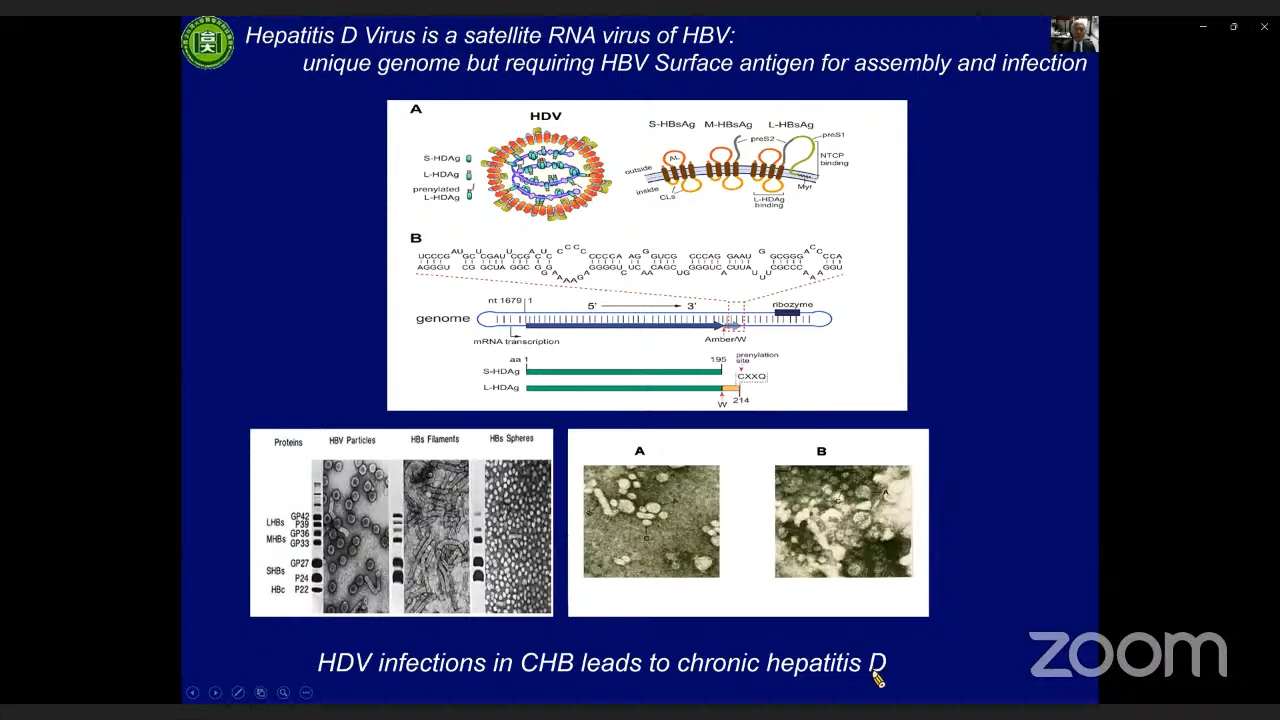 Hepatitis D Virus is a satellite RNA virus of HBV:
unique genome but requiring HBV Surface antigen for assembly and infection
A
HDV
S-HDAg
L-HDAg
prenylated
L-HDAg
S-HBsAg M-HBsAg L-HBsAg
preS2
preS1
AL
NTCP
binding
outside
inside
CLs
Myr
L-HDAg
binding
B
genome
nt 1679 1
5' 3'
ribozyme
mRNA transcription
Amber/W
aa 1
195
prenylation
site
S-HDAg
CXXQ
L-HDAg
W
214
Proteins
HBV Particles
HBs Filaments
HBs Spheres
LHBs
GP42
P39
MHBs
GP36
GP33
SHBs
GP27
P24
HBc
P22
A
B
HDV infections in CHB leads to chronic hepatitis D
zoom